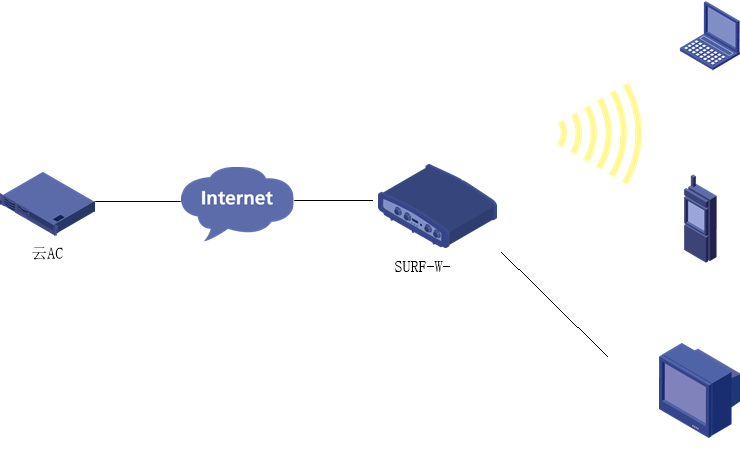 Internet
云AC
SURF-W-